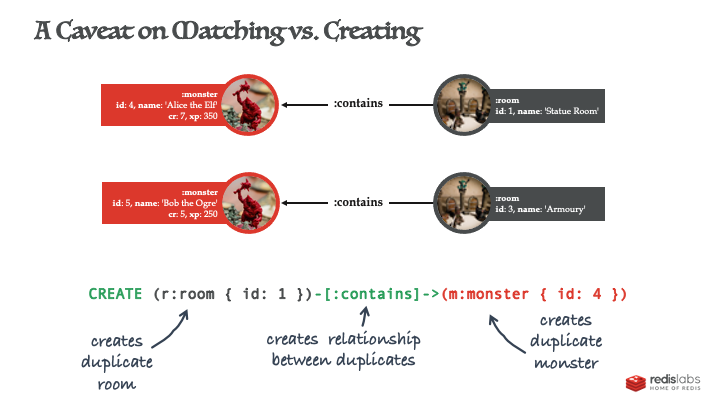 A Caveat on Matching vs. Creating
:monster
id: 4, name: 'Alice the Elf'
cr: 7, xp: 350
:contains
:room
id: 1, name: 'Statue Room'
:monster
id: 5, name: 'Bob the Ogre'
cr: 5, xp: 250
:contains
:room
id: 3, name: 'Armoury'
CREATE (r:room { id: 1 })-[:contains]->(m:monster { id: 4 })
creates
duplicate
room
creates relationship
between duplicates
creates
duplicate
monster
redislabs
HOME OF REDIS